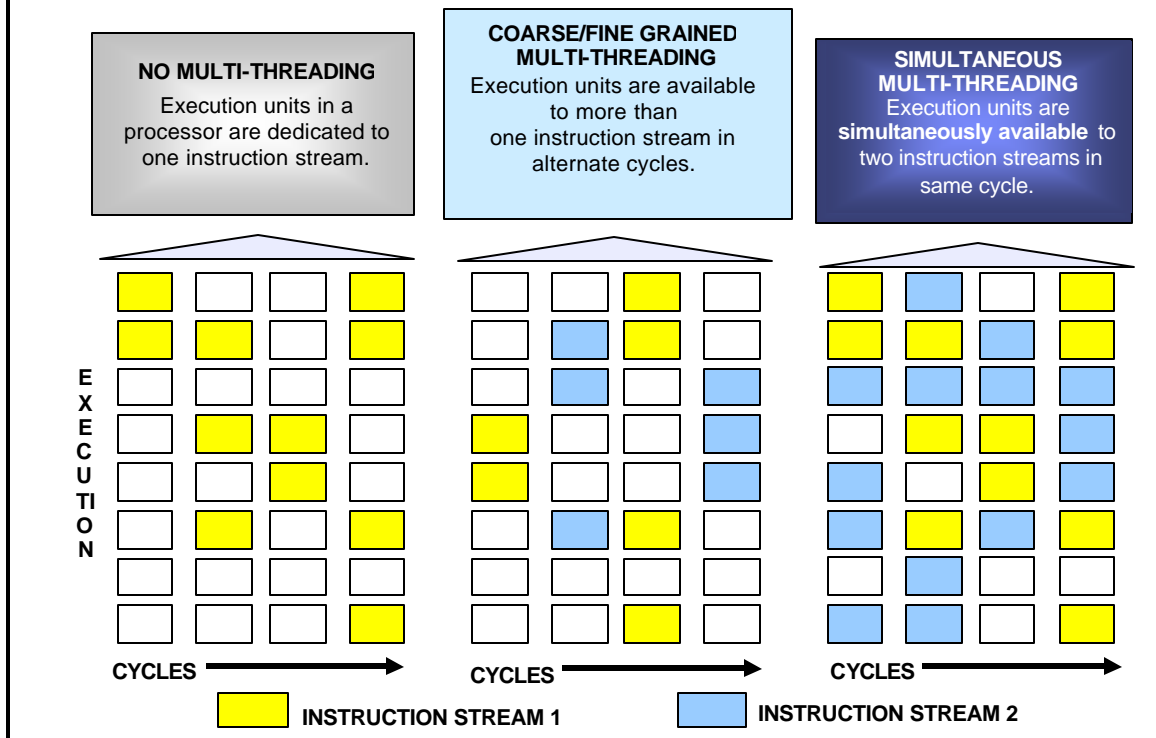 NO MULTI-THREADING
Execution units in a
processor are dedicated to
one instruction stream.
COARSE/FINE GRAINED
MULTI-THREADING
Execution units are available
to more than
one instruction stream in
alternate cycles.
SIMULTANEOUS
MULTI-THREADING
Execution units are
simultaneously available to
two instruction streams in
same cycle.
E
X
E
C
U
TI
O
N
CYCLES
CYCLES
CYCLES
INSTRUCTION STREAM 1
INSTRUCTION STREAM 2